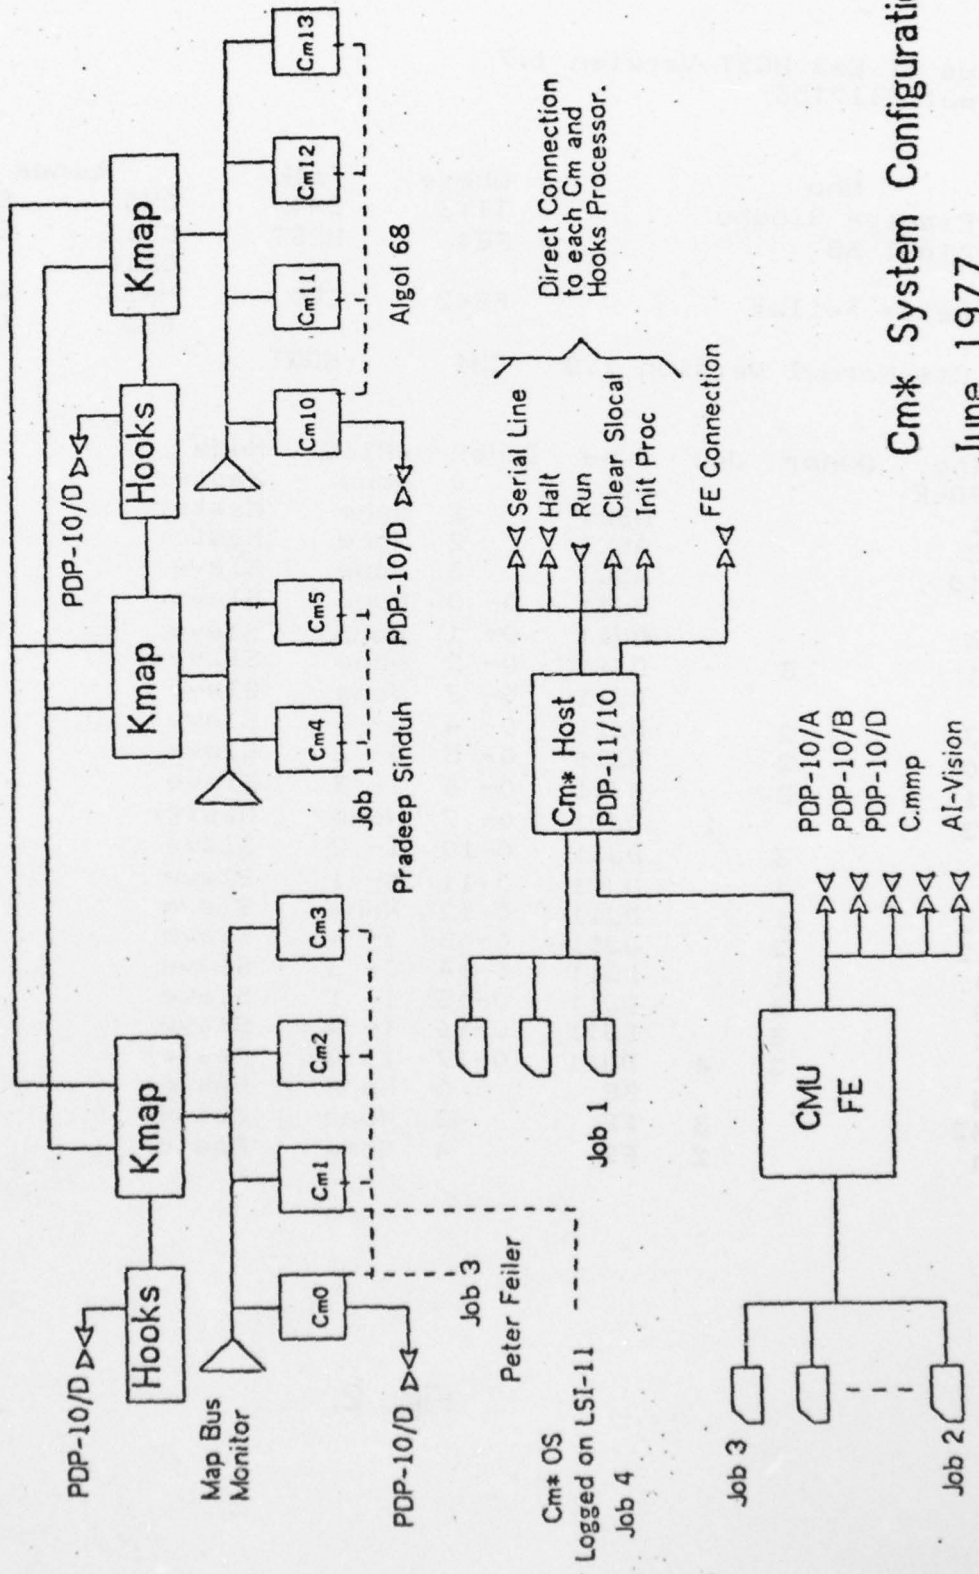 PDP-10/D
Hooks
Kmap
Map Bus
Monitor
Cm0
Cm1
Cm2
Cm3
PDP-10/D
Job 3
Peter Feiler
Cm* OS
Logged on LSI-11
Job 4
PDP-10/D
Kmap
Hooks
Kmap
Cm4
Cm5
Job 1
Pradeep Sinduh
Cm10
Cm11
Cm12
Cm13
PDP-10/D
Algol 68
Job 1
Cm* Host
PDP-11/10
Serial Line
Halt
Run
Clear Slocal
Init Proc
FE Connection
Direct Connection
to each Cm and
Hooks Processor.
Job 3
Job 2
CMU
FE
PDP-10/A
PDP-10/B
PDP-10/D
C.mmp
AI-Vision
Cm* System Configuratio
June 1977